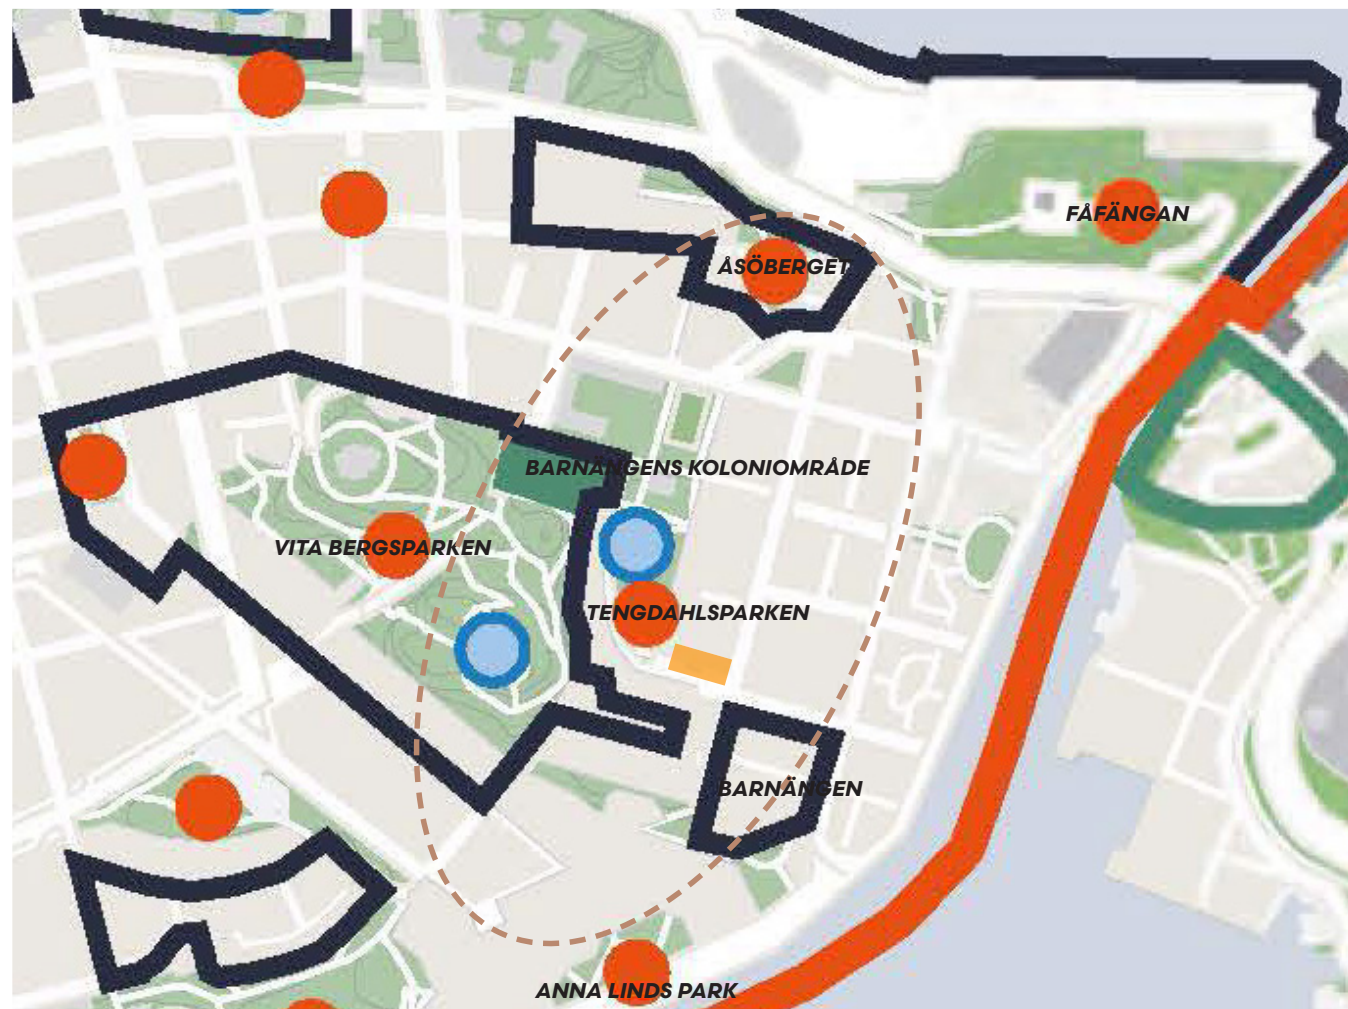 FÅFÄNGAN
ÅSÖBERGET
BARNÄNGENS KOLONIOMRÅDE
VITA BERGSPARKEN
TENGDAHLSPARKEN
BARNÄNGEN
ANNA LINDS PARK